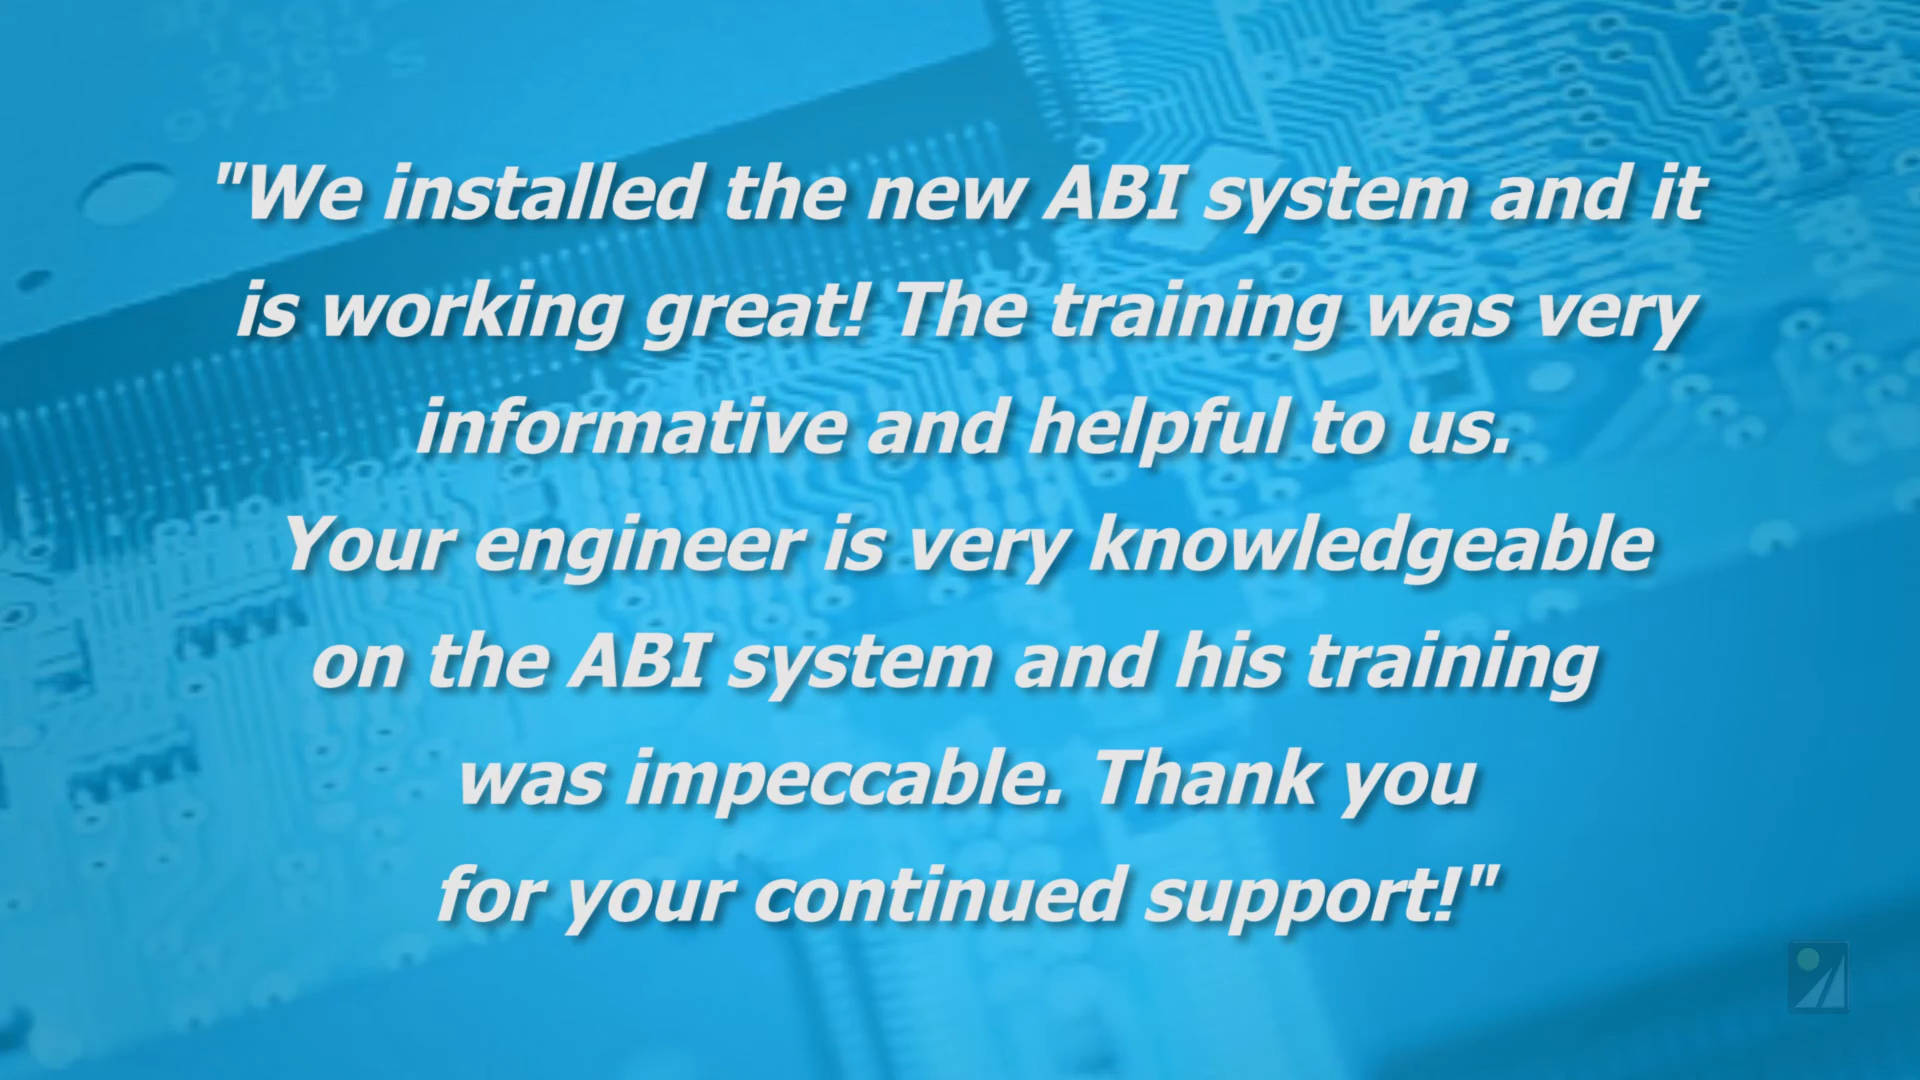 "We installed the new ABI system and it
is working great! The training was very
informative and helpful to us.
Your engineer is very knowledgeable
on the ABI system and his training
was impeccable. Thank you
for your continued support!"